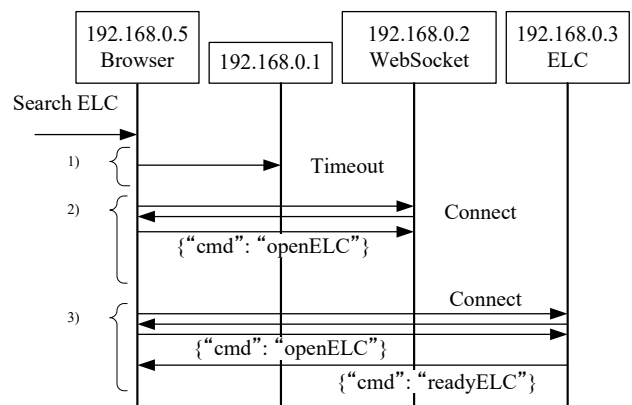 192.168.0.5
Browser
192.168.0.1
192.168.0.2
WebSocket
192.168.0.3
ELC
Search ELC
1)
Timeout
2)
Connect
{“cmd”: “openELC”}
3)
Connect
{“cmd”: “openELC”}
{“cmd”: “readyELC”}